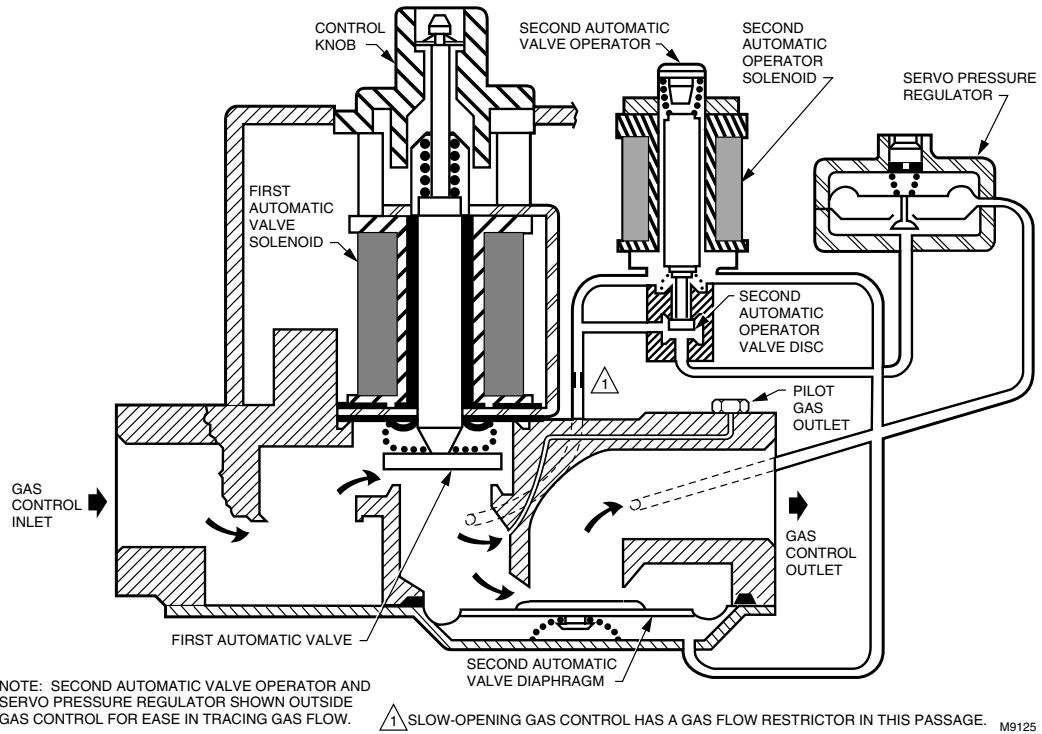 CONTROL
KNOB
SECOND AUTOMATIC
VALVE OPERATOR
SECOND
AUTOMATIC
OPERATOR
SOLENOID
SERVO PRESSURE
REGULATOR
FIRST
AUTOMATIC
VALVE
SOLENOID
SECOND
AUTOMATIC
OPERATOR
VALVE DISC
1
PILOT
GAS
OUTLET
GAS
CONTROL
INLET
GAS
CONTROL
OUTLET
FIRST AUTOMATIC VALVE
SECOND AUTOMATIC
VALVE DIAPHRAGM
NOTE: SECOND AUTOMATIC VALVE OPERATOR AND
SERVO PRESSURE REGULATOR SHOWN OUTSIDE
GAS CONTROL FOR EASE IN TRACING GAS FLOW.
1 SLOW-OPENING GAS CONTROL HAS A GAS FLOW RESTRICTOR IN THIS PASSAGE.
M9125